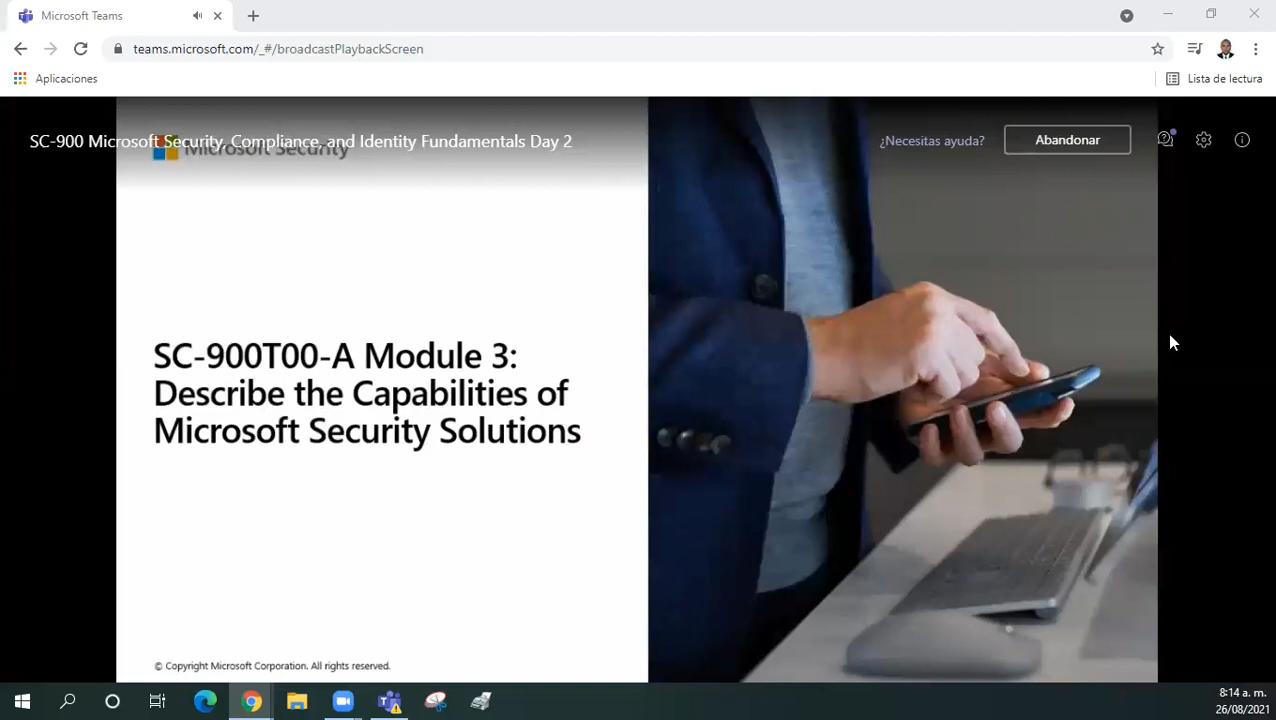 Microsoft Teams
teams.microsoft.com/_#/broadcastPlaybackScreen
Aplicaciones
Lista de lectura
SC-900 Microsoft Security, Compliance, and Identity Fundamentals Day 2
¿Necesitas ayuda?
Abandonar
Microsoft Security
SC-900T00-A Module 3:
Describe the Capabilities of
Microsoft Security Solutions
© Copyright Microsoft Corporation. All rights reserved.
8:14 a. m.
26/08/2021